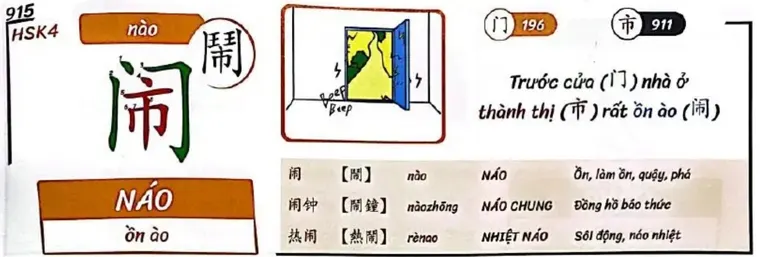 915
HSK4
nào
鬧
闹
NÁO
ồn ào
Beep
Beep
门 196
市 911
Trước cửa (门) nhà ở
thành thị (市) rất ồn ào (闹)
闹 【鬧】 nào NÁO Ồn, làm ồn, quậy, phá
闹钟 【鬧鐘】 nàozhōng NÁO CHUNG Đồng hồ báo thức
热闹 【熱鬧】 rènao NHIỆT NÁO Sôi động, náo nhiệt